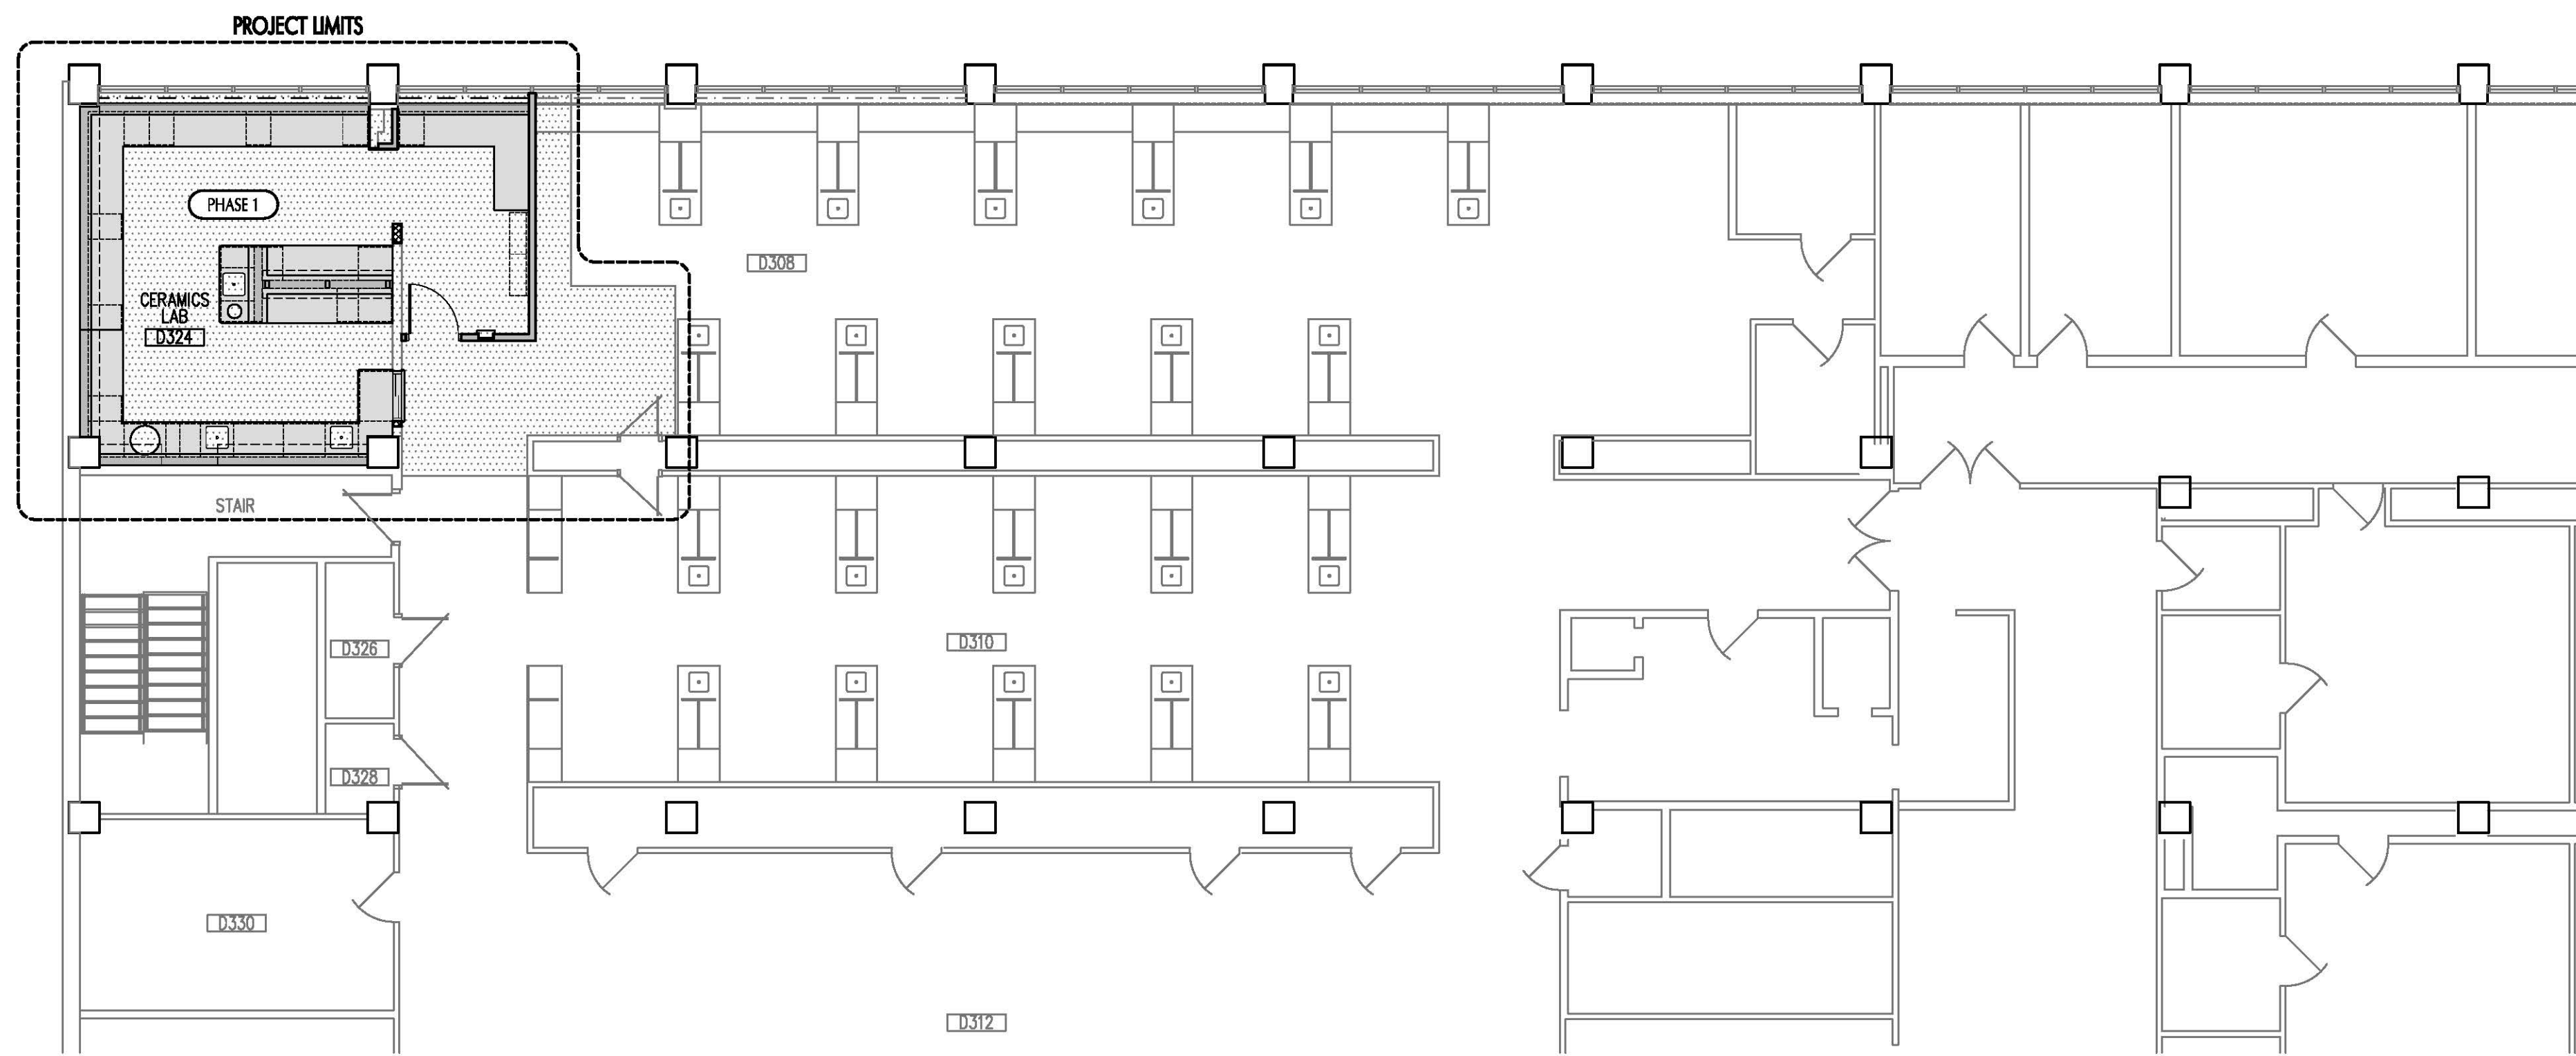 PROJECT LIMITS
PHASE 1
D308
CERAMICS
LAB
D324
STAIR
D326
D310
D328
D330
D312